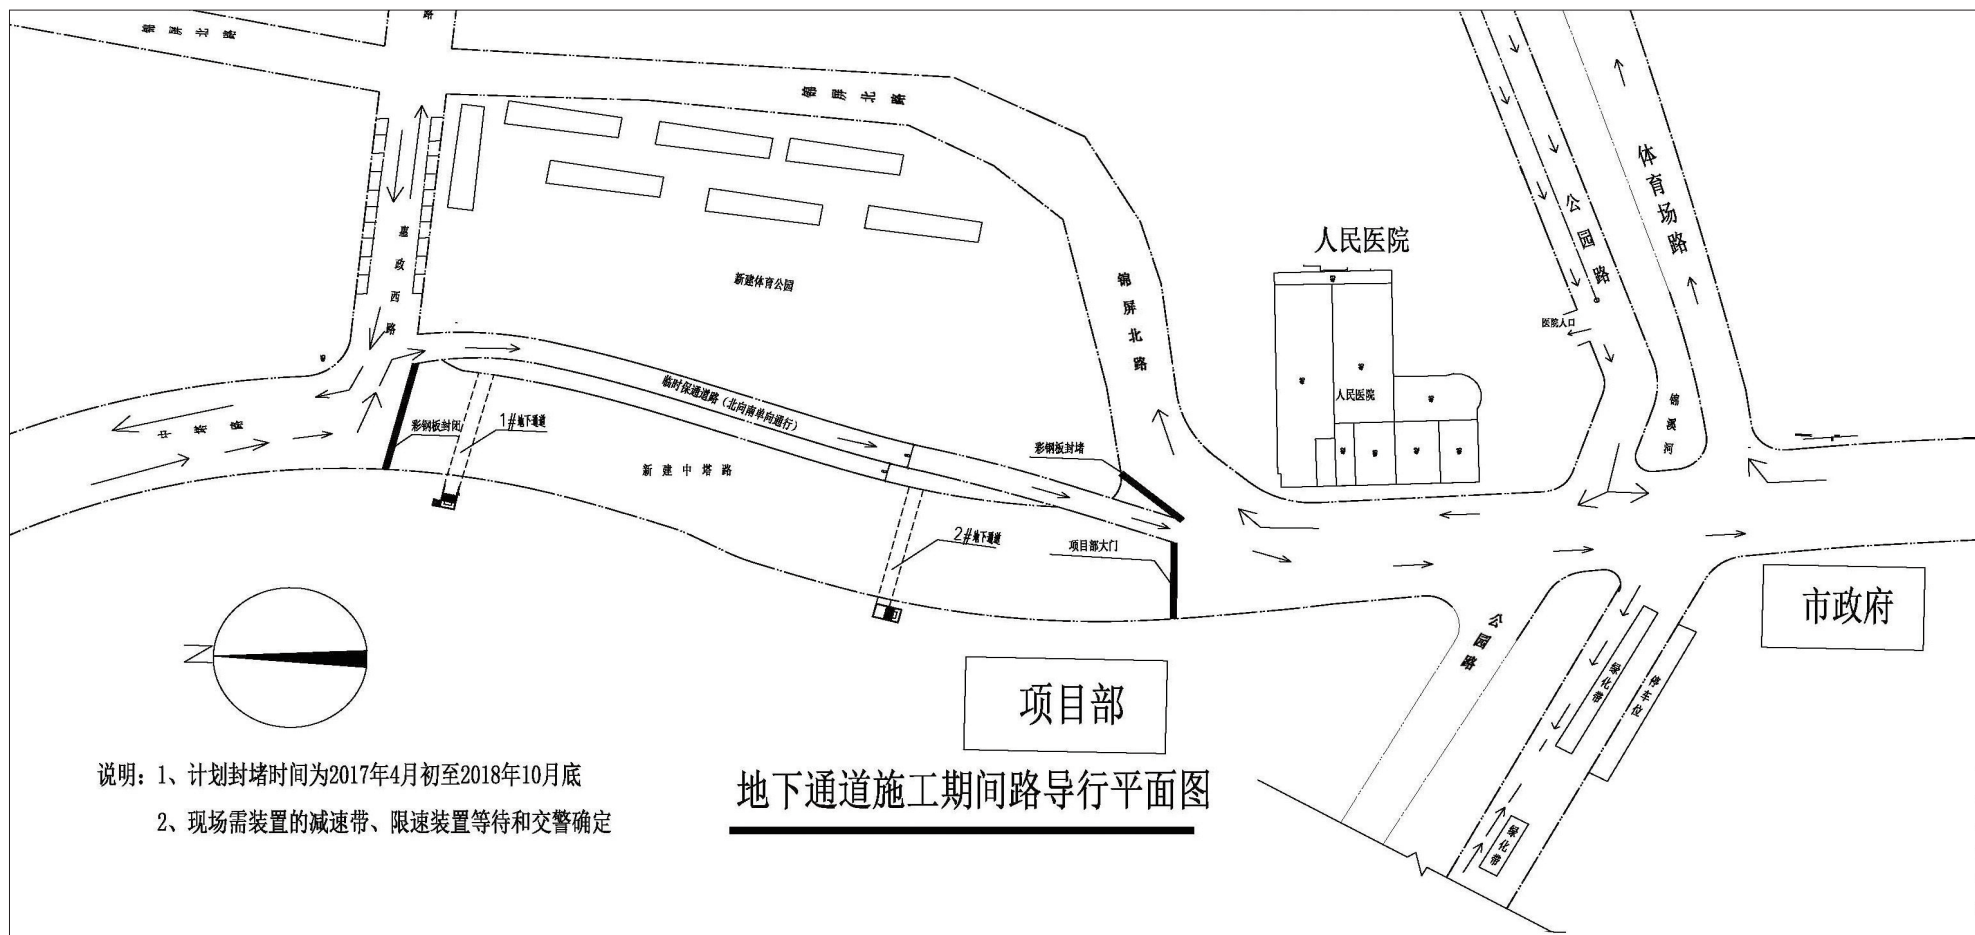 路
锦屏北路
锦屏北路
体育场路
公园路
人民医院
惠政西路
新建体育公园
锦屏北路
医院入口
临时保通道路（北向南单向通行）
人民医院
锦溪河
中塔路
彩钢板封闭
1#地下通道
彩钢板封堵
新建中塔路
2#地下通道
项目部大门
市政府
公园路
绿化带
停车位
N
项目部
说明：1、计划封堵时间为2017年4月初至2018年10月底
2、现场需装置的减速带、限速装置等待和交警确定
地下通道施工期间路导行平面图
绿化带